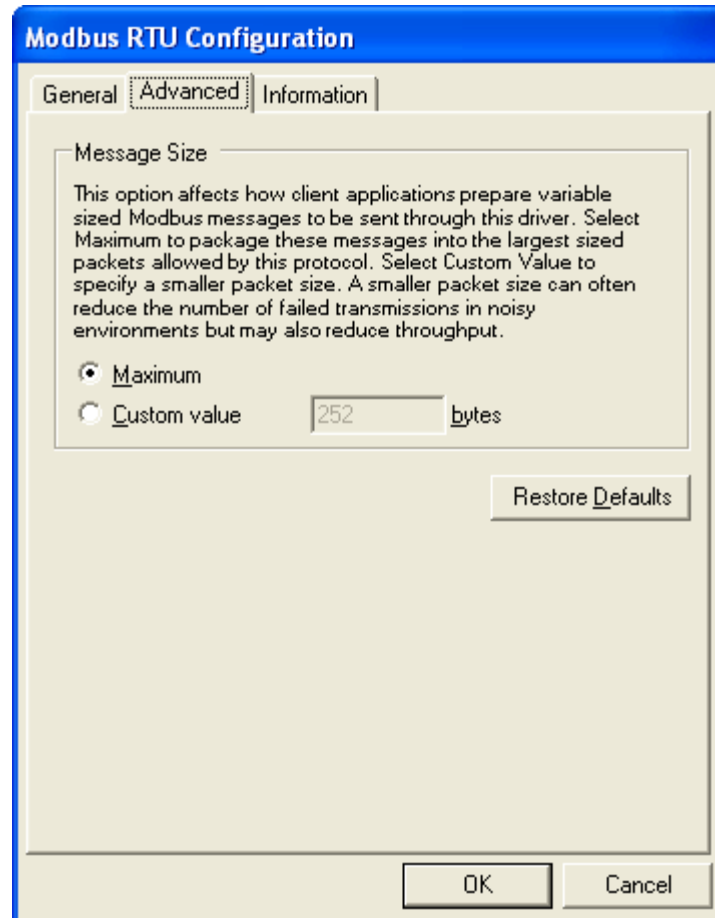 Modbus RTU Configuration
General Advanced Information
Message Size
This option affects how client applications prepare variable
sized Modbus messages to be sent through this driver. Select
Maximum to package these messages into the largest sized
packets allowed by this protocol. Select Custom Value to
specify a smaller packet size. A smaller packet size can often
reduce the number of failed transmissions in noisy
environments but may also reduce throughput.
Maximum
Custom value 252 bytes
Restore Defaults
OK Cancel